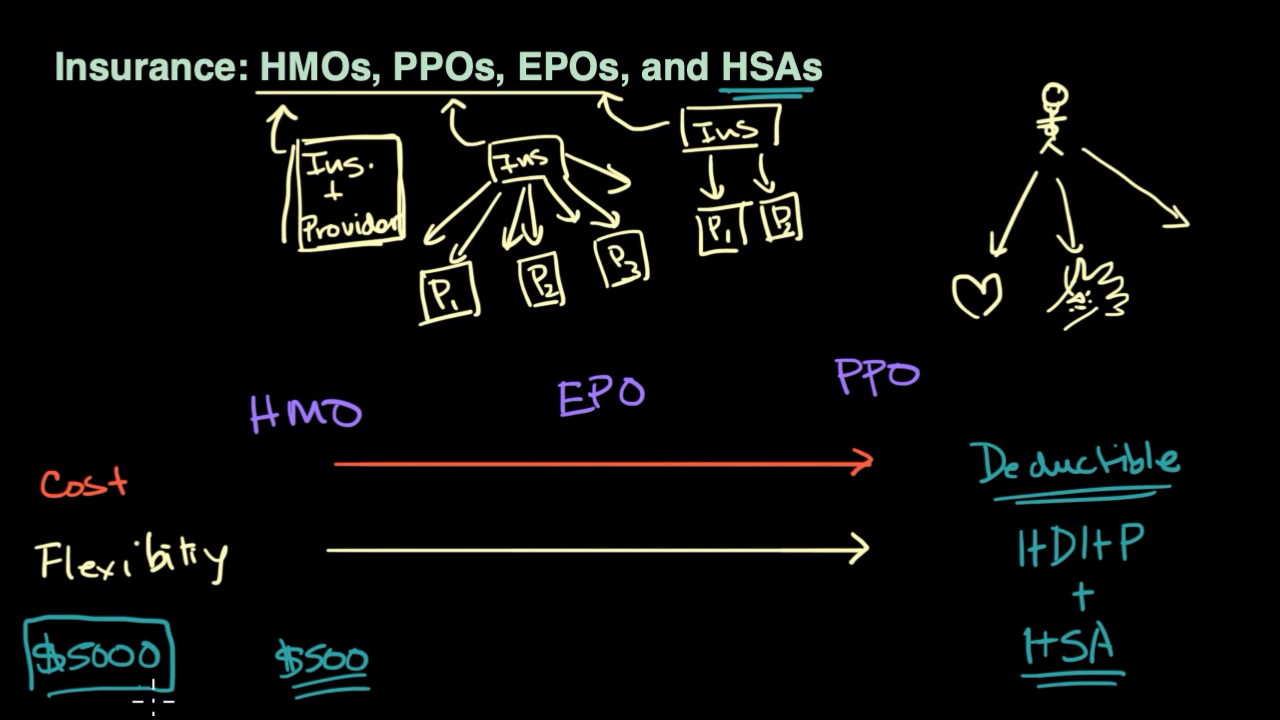 Insurance: HMOs, PPOs, EPOs, and HSAs
Ins.
+
Provider
Ins
P1
P2
P3
Ins
P1
P2
HMO
EPO
PPO
Cost
Flexibility
Deductible
HDHP
+
HSA
$5000
$500